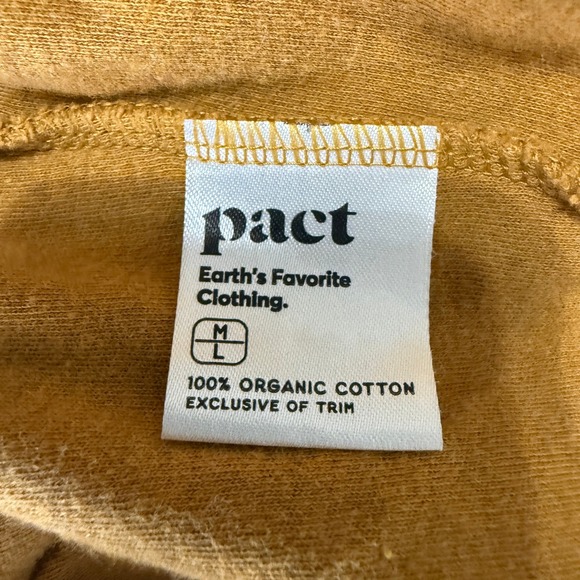 pact
Earth's Favorite
Clothing.
M
L
100% ORGANIC COTTON
EXCLUSIVE OF TRIM